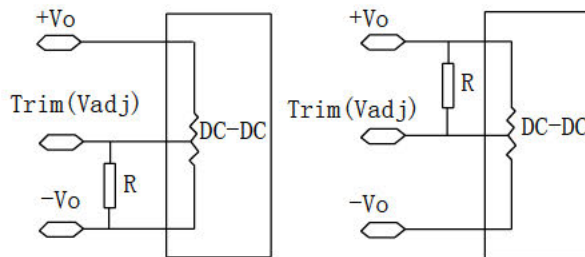 +Vo
Trim(Vadj)
DC-DC
R
-Vo
+Vo
R
Trim(Vadj)
DC-DC
-Vo